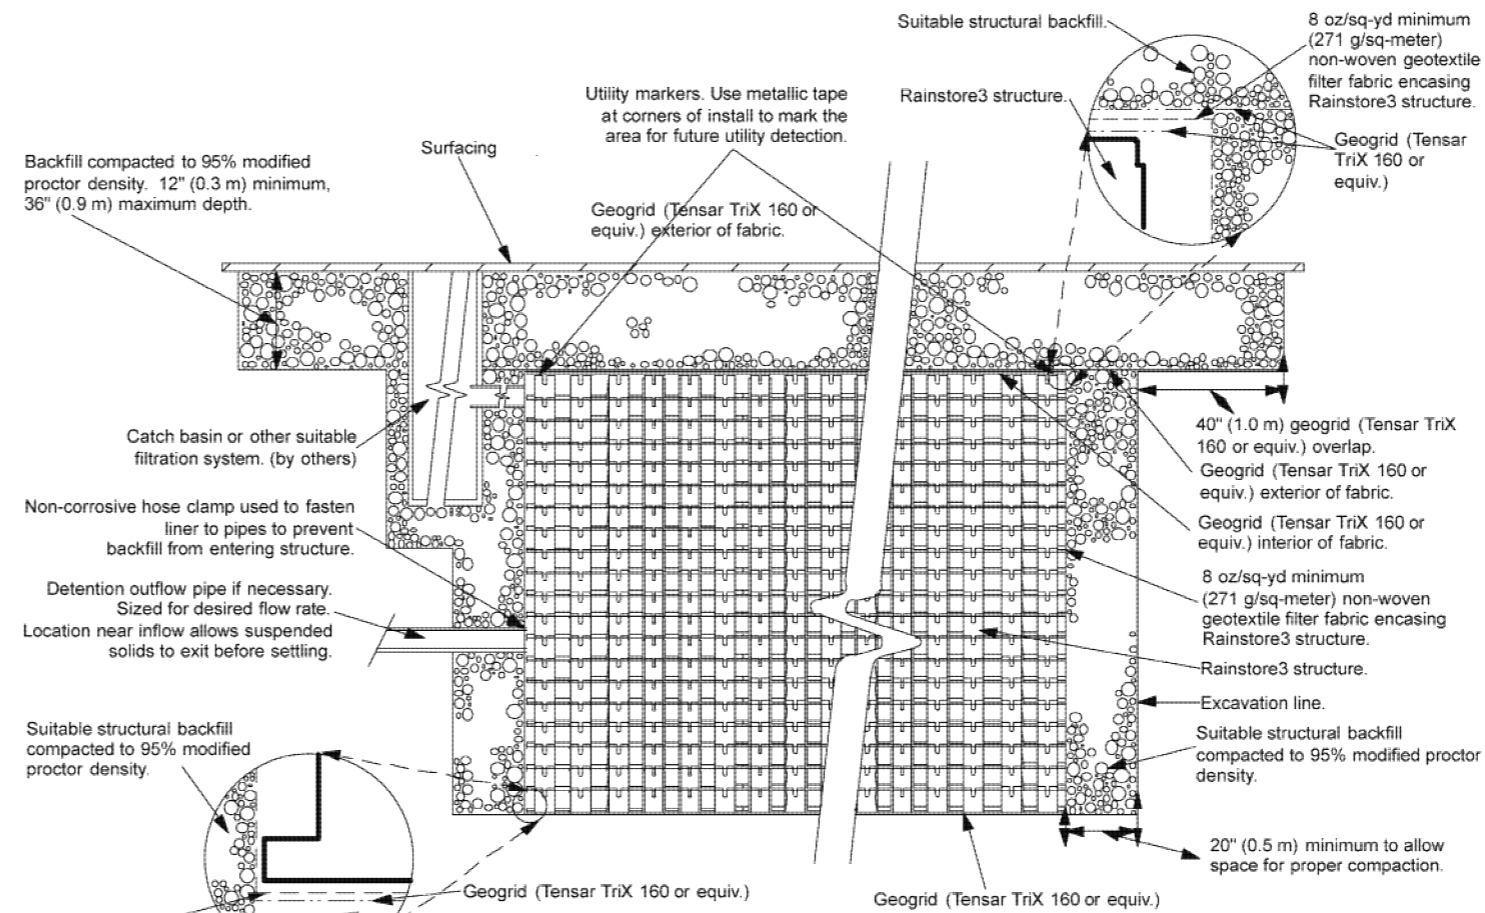 Suitable structural backfill.
8 oz/sq-yd minimum
(271 g/sq-meter)
non-woven geotextile
filter fabric encasing
Rainstore3 structure.
Rainstore3 structure.
Geogrid (Tensar
TriX 160 or
equiv.)
Utility markers. Use metallic tape
at corners of install to mark the
area for future utility detection.
Surfacing
Backfill compacted to 95% modified
proctor density. 12" (0.3 m) minimum,
36" (0.9 m) maximum depth.
Geogrid (Tensar TriX 160 or
equiv.) exterior of fabric.
Catch basin or other suitable
filtration system. (by others)
Non-corrosive hose clamp used to fasten
liner to pipes to prevent
backfill from entering structure.
Detention outflow pipe if necessary.
Sized for desired flow rate.
Location near inflow allows suspended
solids to exit before settling.
40" (1.0 m) geogrid (Tensar TriX
160 or equiv.) overlap.
Geogrid (Tensar TriX 160 or
equiv.) exterior of fabric.
Geogrid (Tensar TriX 160 or
equiv.) interior of fabric.
8 oz/sq-yd minimum
(271 g/sq-meter) non-woven
geotextile filter fabric encasing
Rainstore3 structure.
Rainstore3 structure.
Excavation line.
Suitable structural backfill
compacted to 95% modified proctor
density.
20" (0.5 m) minimum to allow
space for proper compaction.
Suitable structural backfill
compacted to 95% modified
proctor density.
Geogrid (Tensar TriX 160 or equiv.)
Geogrid (Tensar TriX 160 or equiv.)